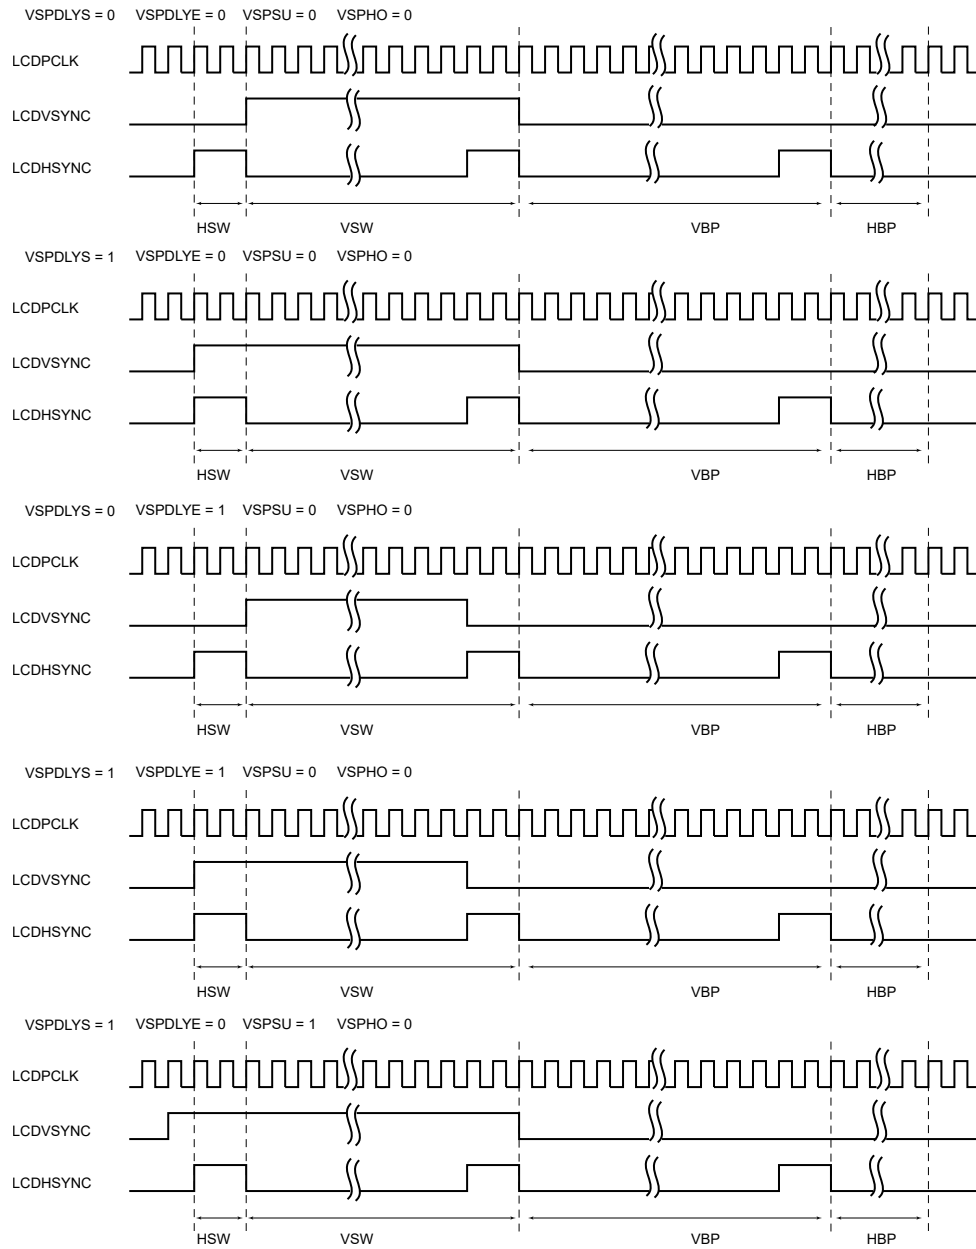 VSPDLYS = 0 VSPDLYE = 0 VSPSU = 0 VSPHO = 0
LCDPCLK
LCDVSYNC
LCDHSYNC
HSW VSW VBP HBP
VSPDLYS = 1 VSPDLYE = 0 VSPSU = 0 VSPHO = 0
LCDPCLK
LCDVSYNC
LCDHSYNC
HSW VSW VBP HBP
VSPDLYS = 0 VSPDLYE = 1 VSPSU = 0 VSPHO = 0
LCDPCLK
LCDVSYNC
LCDHSYNC
HSW VSW VBP HBP
VSPDLYS = 1 VSPDLYE = 1 VSPSU = 0 VSPHO = 0
LCDPCLK
LCDVSYNC
LCDHSYNC
HSW VSW VBP HBP
VSPDLYS = 1 VSPDLYE = 0 VSPSU = 1 VSPHO = 0
LCDPCLK
LCDVSYNC
LCDHSYNC
HSW VSW VBP HBP